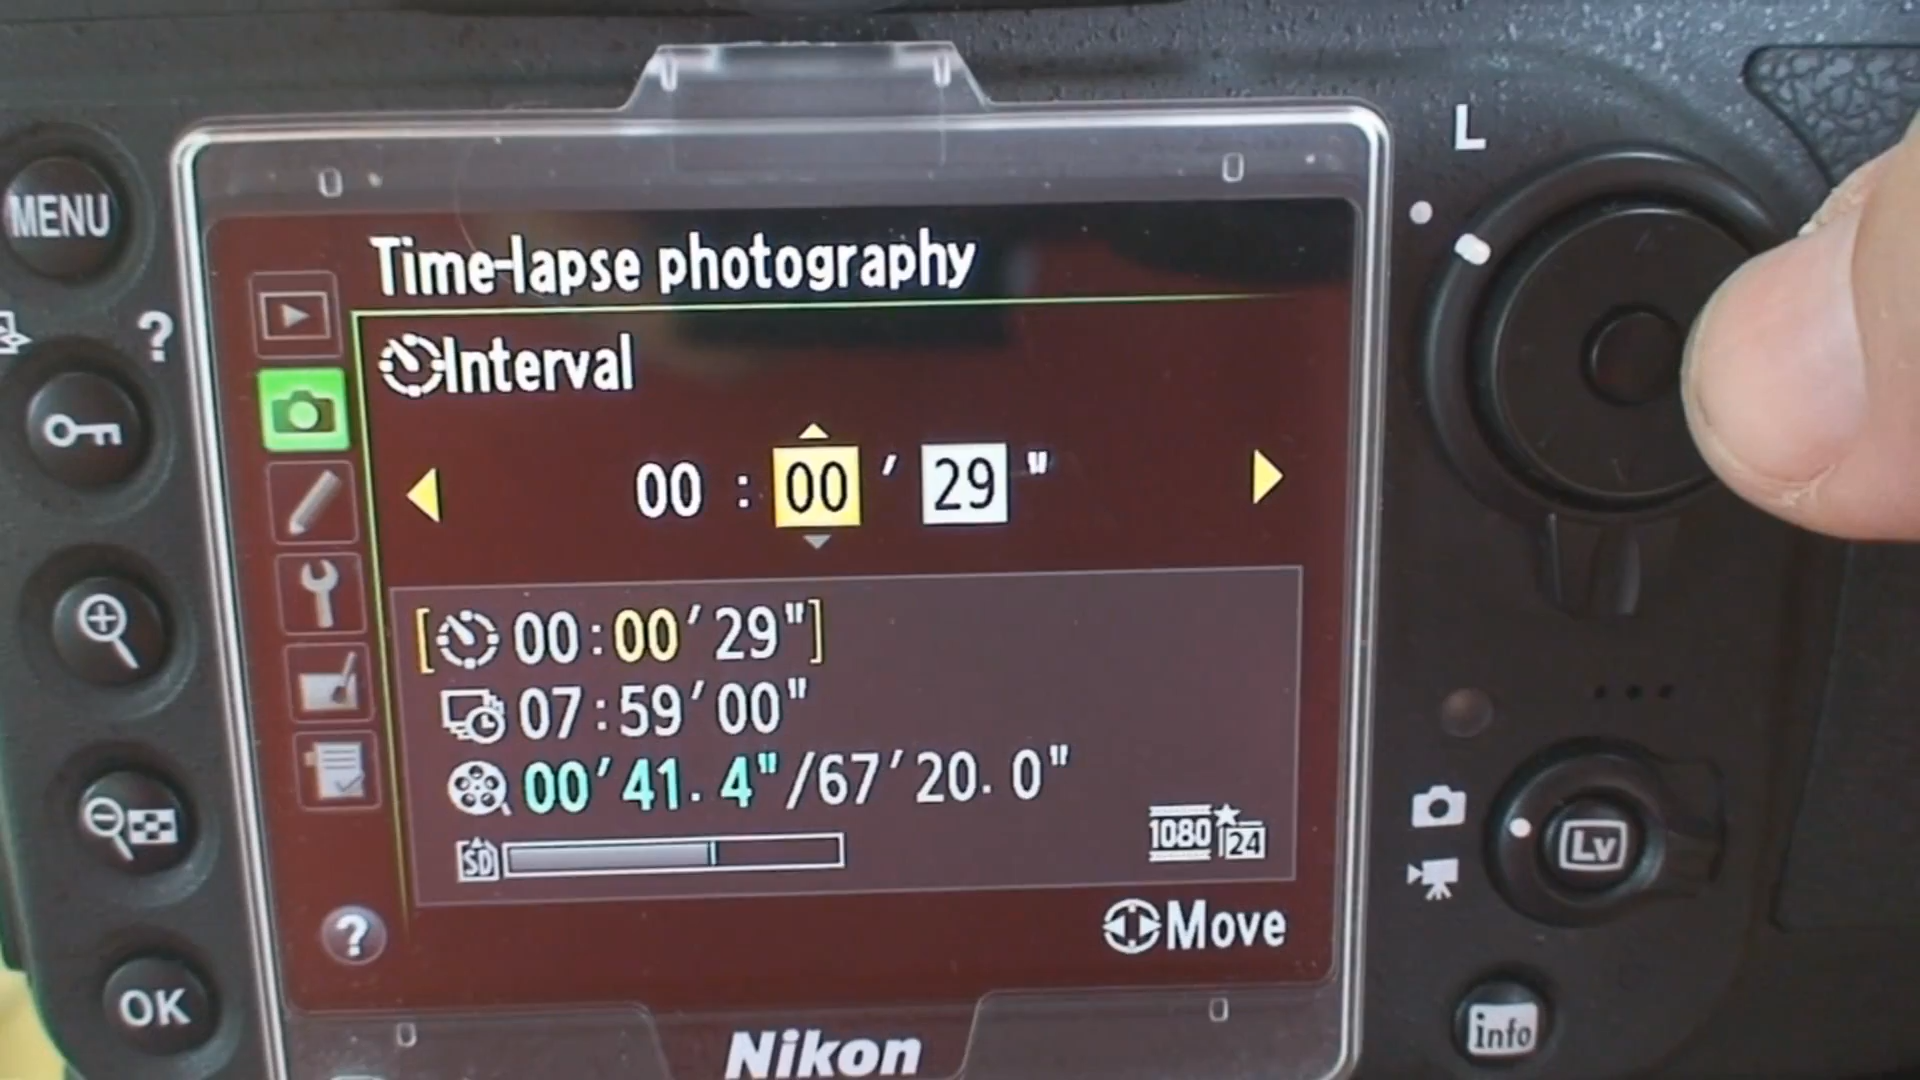 L
MENU
Time-lapse photography
?
Interval
00 : 00 ' 29 "
[00:00'29"]
07:59'00"
00'41.4"/67'20.0"
SD
1080 24
Lv
?
Move
OK
info
Nikon